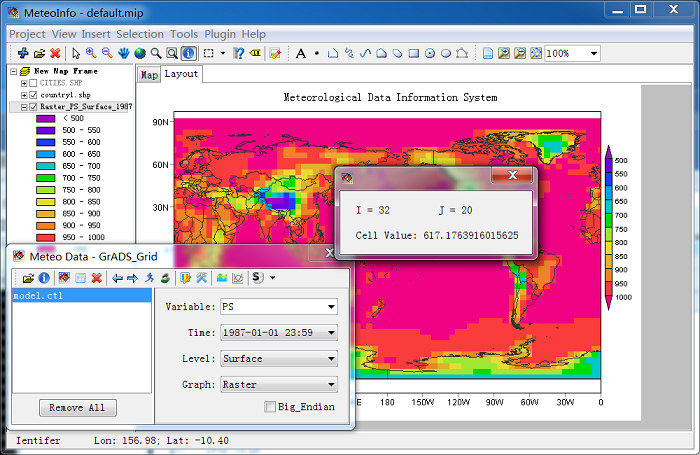 MeteoInfo - default.mip
Project View Insert Selection Tools Plugin Help
A
100%
New Map Frame
CITIES.SHP
country1.shp
Raster_PS_Surface_1987
< 500
500 - 550
550 - 600
600 - 650
650 - 700
700 - 750
750 - 800
800 - 850
850 - 900
900 - 950
950 - 1000
Map Layout
Meteorological Data Information System
90N
60N
30N
I = 32 J = 20
Cell Value: 617.1763916015625
500
550
600
650
700
750
800
850
900
950
1000
E 180 150W 120W 90W 60W 30W 0
Meteo Data - GrADS_Grid
S
model.ctl
Variable: PS
Time: 1987-01-01 23:59
Level: Surface
Graph: Raster
Big_Endian
Remove All
Identifer Lon: 156.98; Lat: -10.40